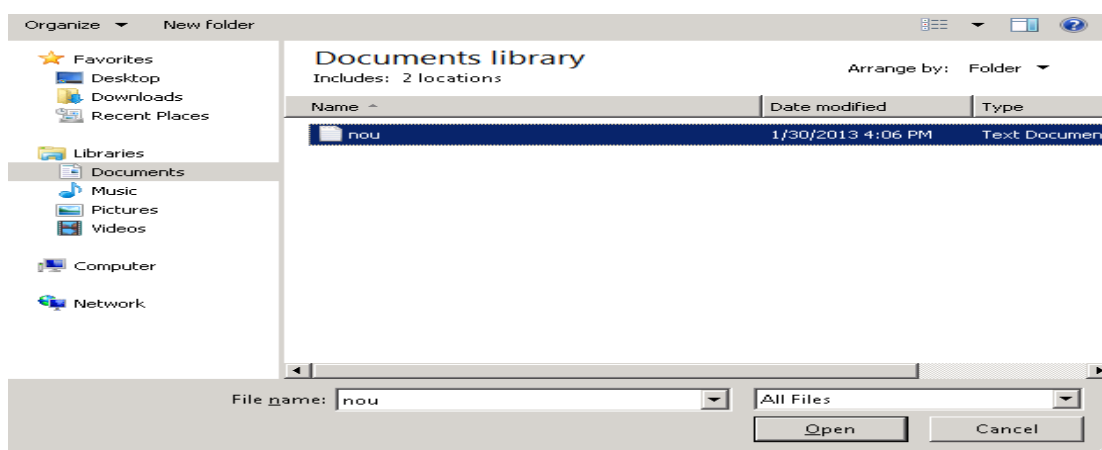 Organize New folder
Favorites
Desktop
Downloads
Recent Places
Libraries
Documents
Music
Pictures
Videos
Computer
Network
Documents library
Includes: 2 locations
Arrange by: Folder
Name Date modified Type
nou 1/30/2013 4:06 PM Text Documen
File name: nou All Files
Open Cancel